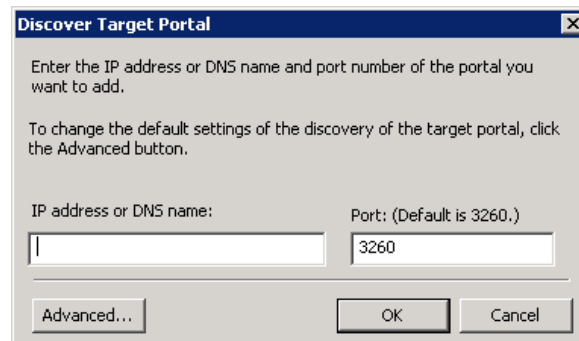 Discover Target Portal
Enter the IP address or DNS name and port number of the portal you
want to add.
To change the default settings of the discovery of the target portal, click
the Advanced button.
IP address or DNS name:
Port: (Default is 3260.)
3260
Advanced...
OK
Cancel